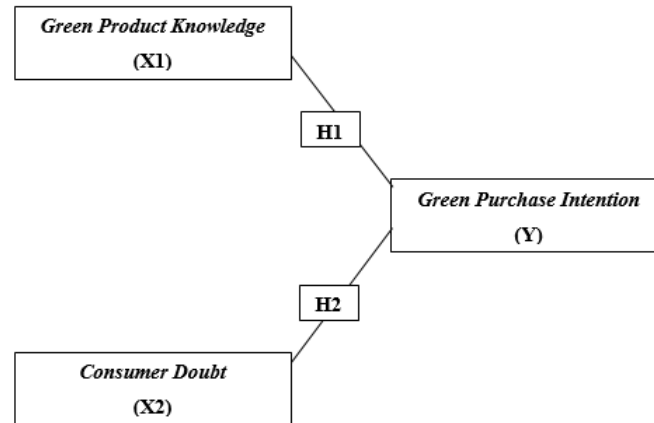 Green Product Knowledge
(X1)
H1
Green Purchase Intention
(Y)
H2
Consumer Doubt
(X2)